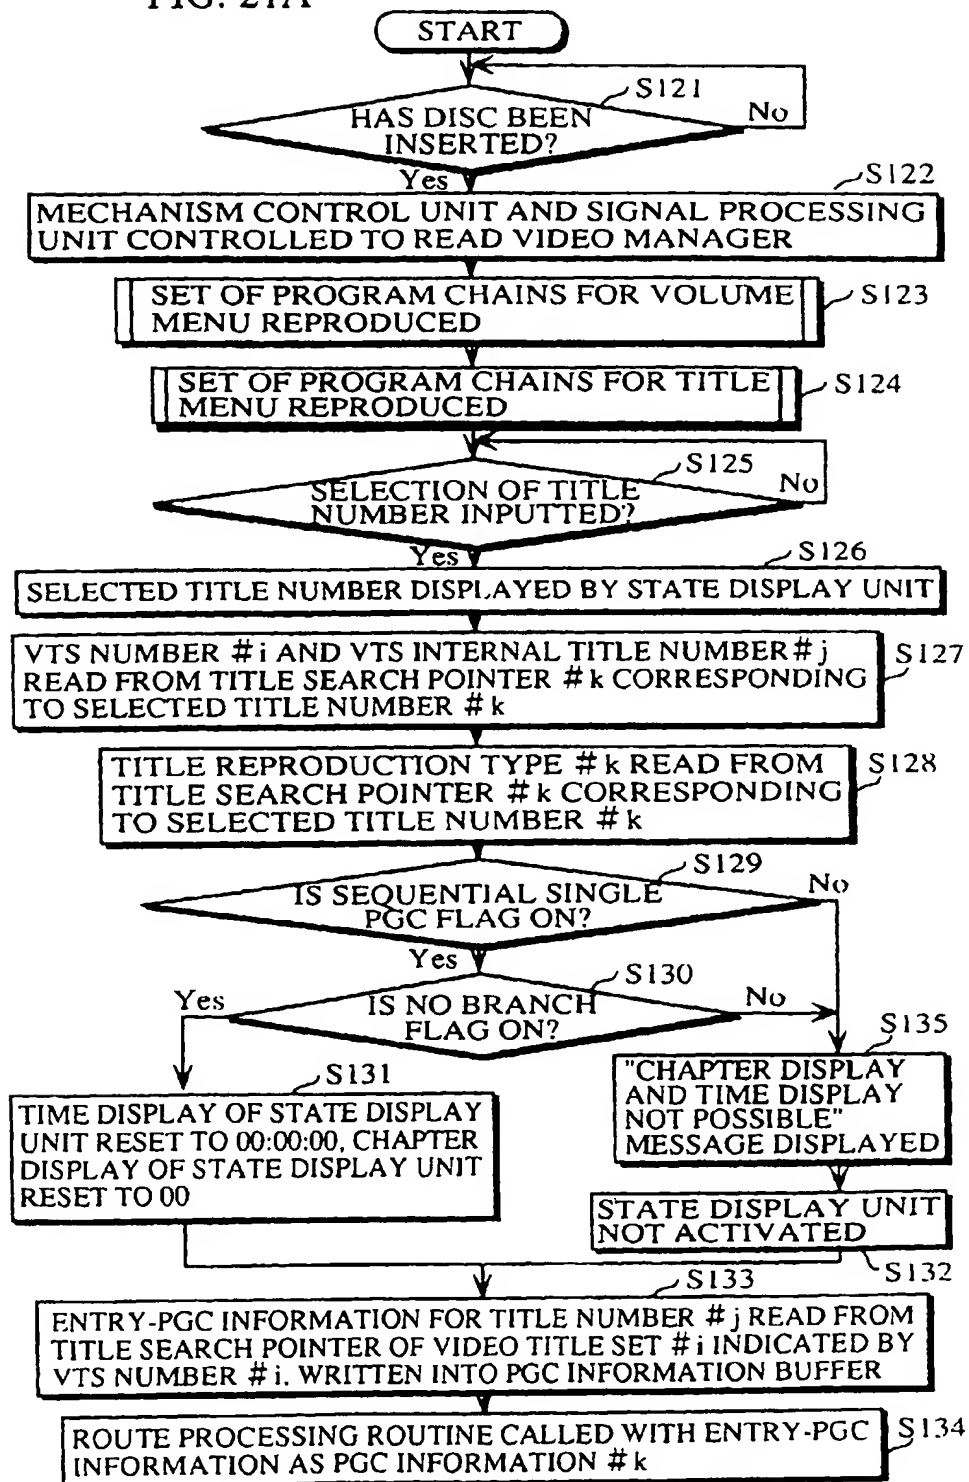 FIG. 21A
START
S121
HAS DISC BEEN
INSERTED?
No
Yes
S122
MECHANISM CONTROL UNIT AND SIGNAL PROCESSING
UNIT CONTROLLED TO READ VIDEO MANAGER
SET OF PROGRAM CHAINS FOR VOLUME
MENU REPRODUCED
S123
SET OF PROGRAM CHAINS FOR TITLE
MENU REPRODUCED
S124
S125
SELECTION OF TITLE
NUMBER INPUTTED?
No
Yes
S126
SELECTED TITLE NUMBER DISPLAYED BY STATE DISPLAY UNIT
VTS NUMBER #i AND VTS INTERNAL TITLE NUMBER #j
READ FROM TITLE SEARCH POINTER #k CORRESPONDING
TO SELECTED TITLE NUMBER #k
S127
TITLE REPRODUCTION TYPE #k READ FROM
TITLE SEARCH POINTER #k CORRESPONDING
TO SELECTED TITLE NUMBER #k
S128
S129
IS SEQUENTIAL SINGLE
PGC FLAG ON?
No
Yes
S130
IS NO BRANCH
FLAG ON?
Yes
No
S131
TIME DISPLAY OF STATE DISPLAY
UNIT RESET TO 00:00:00, CHAPTER
DISPLAY OF STATE DISPLAY UNIT
RESET TO 00
S135
"CHAPTER DISPLAY
AND TIME DISPLAY
NOT POSSIBLE"
MESSAGE DISPLAYED
STATE DISPLAY UNIT
NOT ACTIVATED
S132
S133
ENTRY-PGC INFORMATION FOR TITLE NUMBER #j READ FROM
TITLE SEARCH POINTER OF VIDEO TITLE SET #i INDICATED BY
VTS NUMBER #i. WRITTEN INTO PGC INFORMATION BUFFER
ROUTE PROCESSING ROUTINE CALLED WITH ENTRY-PGC
INFORMATION AS PGC INFORMATION #k
S134